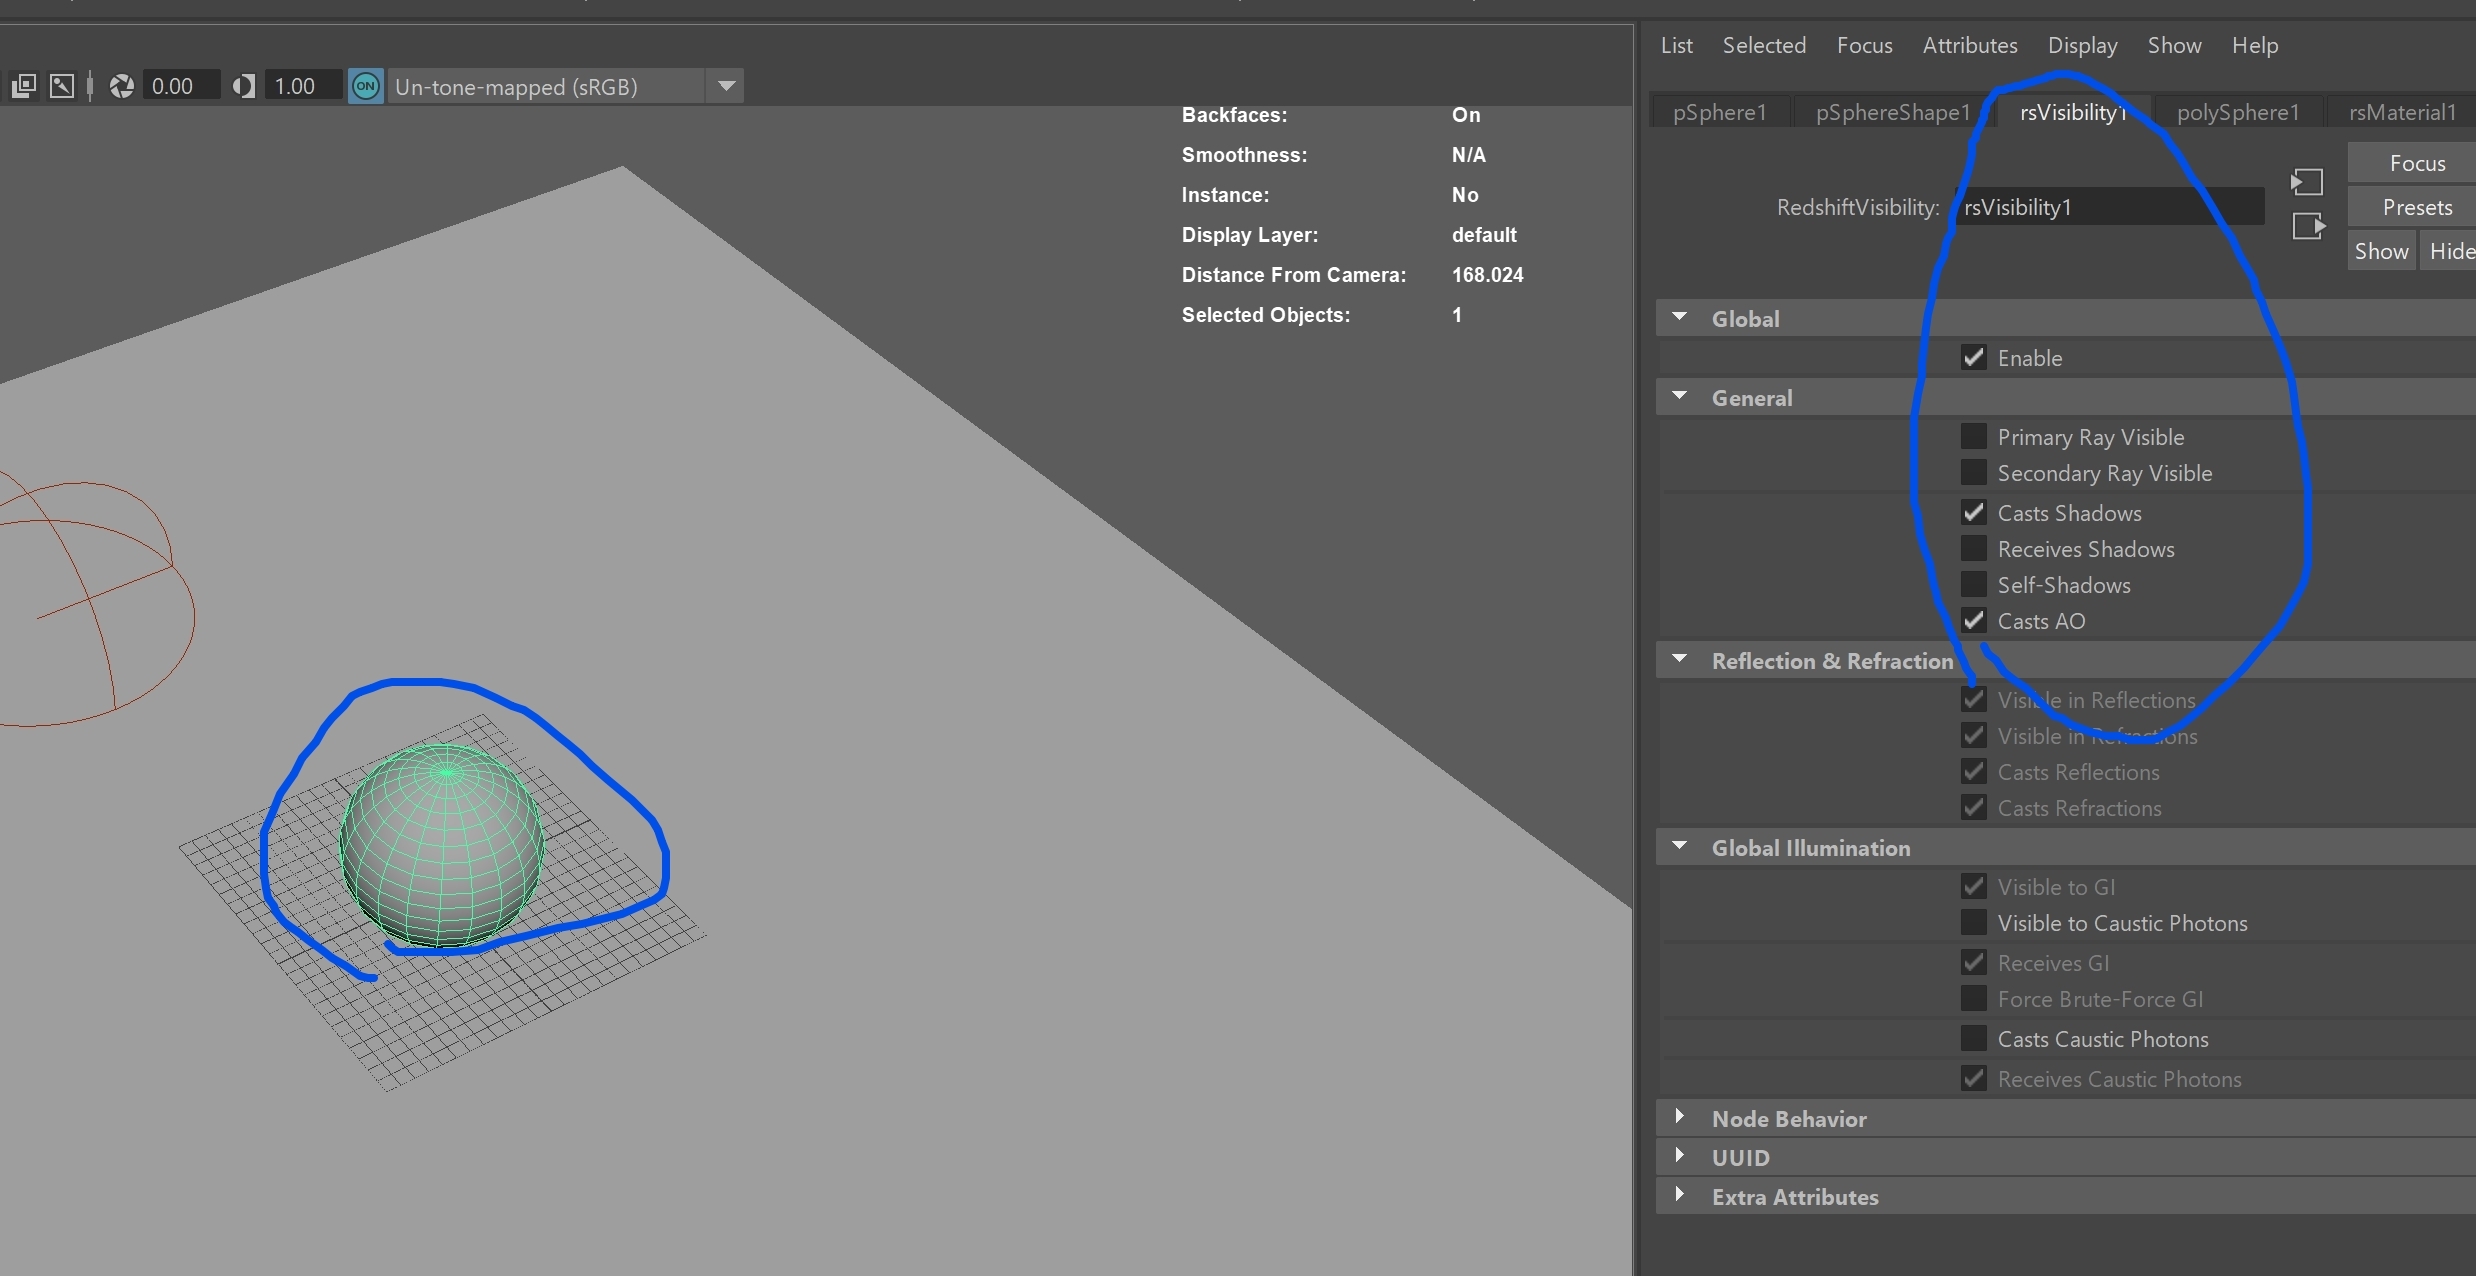 List Selected Focus Attributes Display Show Help
0.00 1.00 ON Un-tone-mapped (sRGB)
Backfaces: On
Smoothness: N/A
Instance: No
Display Layer: default
Distance From Camera: 168.024
Selected Objects: 1
pSphere1 pSphereShape1 rsVisibility1 polySphere1 rsMaterial1
Focus
RedshiftVisibility: rsVisibility1 Presets
Show Hide
Global
Enable
General
Primary Ray Visible
Secondary Ray Visible
Casts Shadows
Receives Shadows
Self-Shadows
Casts AO
Reflection & Refraction
Visible in Reflections
Visible in Refractions
Casts Reflections
Casts Refractions
Global Illumination
Visible to GI
Visible to Caustic Photons
Receives GI
Force Brute-Force GI
Casts Caustic Photons
Receives Caustic Photons
Node Behavior
UUID
Extra Attributes